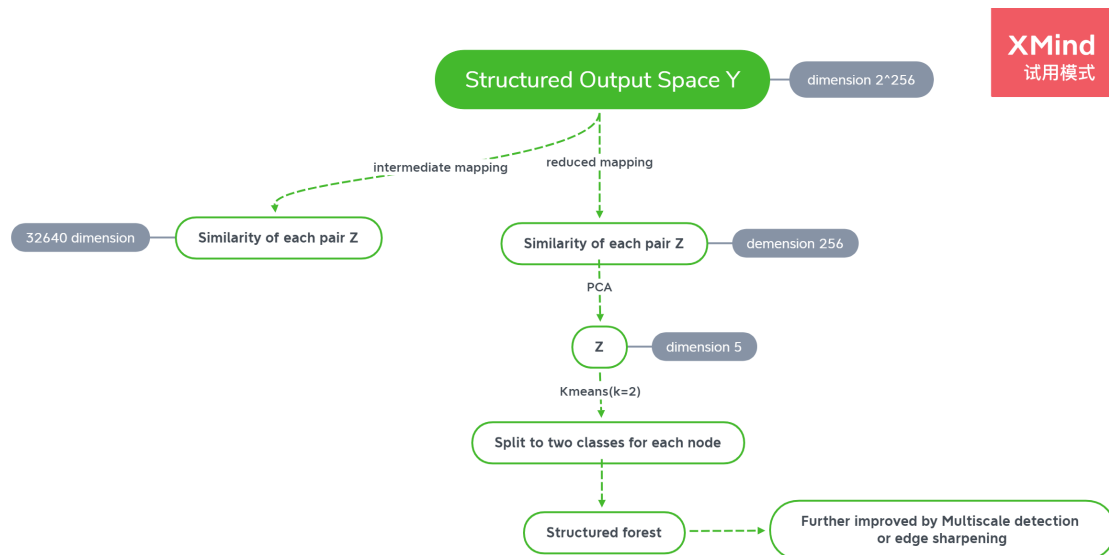 XMind
试用模式
Structured Output Space Y
dimension 2^256
intermediate mapping
reduced mapping
32640 dimension
Similarity of each pair Z
Similarity of each pair Z
demension 256
PCA
Z
dimension 5
Kmeans(k=2)
Split to two classes for each node
Structured forest
Further improved by Multiscale detection
or edge sharpening